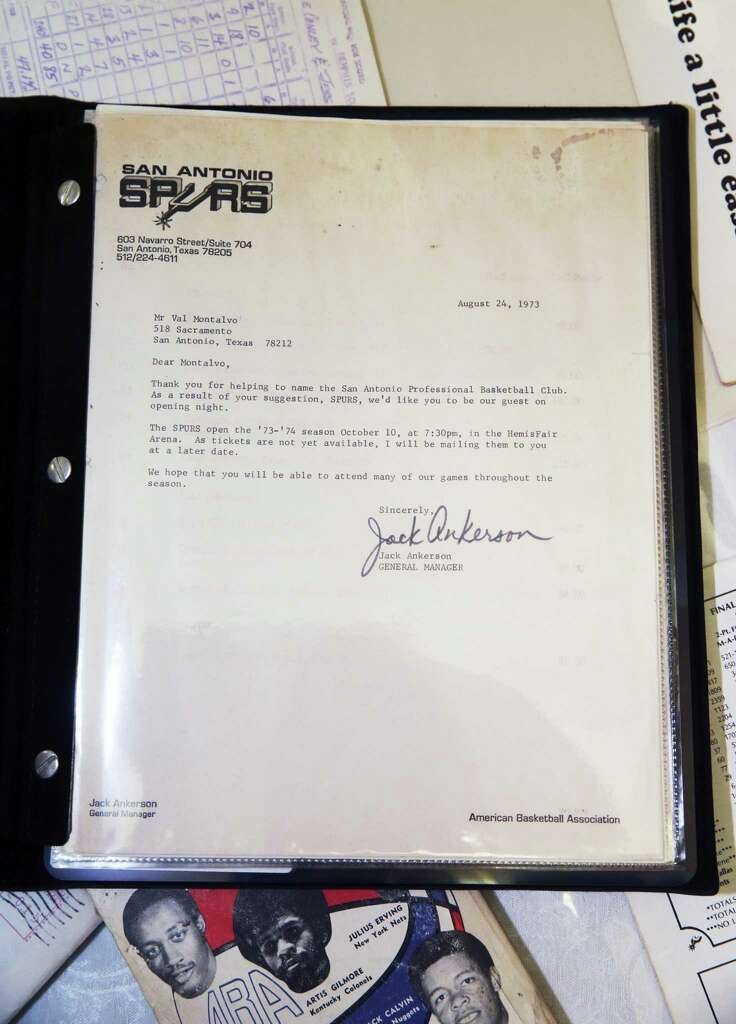 life a little eas
SAN ANTONIO
SPURS
603 Navarro Street/Suite 704
San Antonio, Texas 78205
512/224-4611
August 24, 1973
Mr Val Montalvo
518 Sacramento
San Antonio, Texas 78212
Dear Montalvo,
Thank you for helping to name the San Antonio Professional Basketball Club.
As a result of your suggestion, SPURS, we'd like you to be our guest on
opening night.
The SPURS open the '73-'74 season October 10, at 7:30pm, in the HemisFair
Arena. As tickets are not yet available, I will be mailing them to you
at a later date.
We hope that you will be able to attend many of our games throughout the
season.
Sincerely,
Jack Ankerson
Jack Ankerson
GENERAL MANAGER
Jack Ankerson
General Manager
American Basketball Association
FINAL
JULIUS ERVING
New York Nets
ARTIS GILMORE
Kentucky Colonels
ABA
CK CALVIN
Nuggets